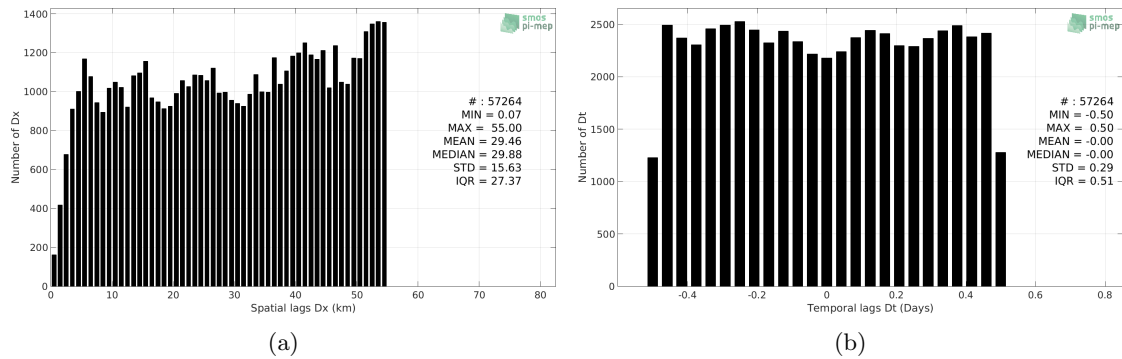 1400
1200
1000
800
600
400
200
0
Number of Dx
0 10 20 30 40 50 60 70 80
Spatial lags Dx (km)
smos
pi-mep
# : 57264
MIN = 0.07
MAX = 55.00
MEAN = 29.46
MEDIAN = 29.88
STD = 15.63
IQR = 27.37
(a)
2500
2000
1500
1000
500
0
Number of Dt
-0.4 -0.2 0 0.2 0.4 0.6 0.8
Temporal lags Dt (Days)
smos
pi-mep
# : 57264
MIN = -0.50
MAX = 0.50
MEAN = -0.00
MEDIAN = -0.00
STD = 0.29
IQR = 0.51
(b)